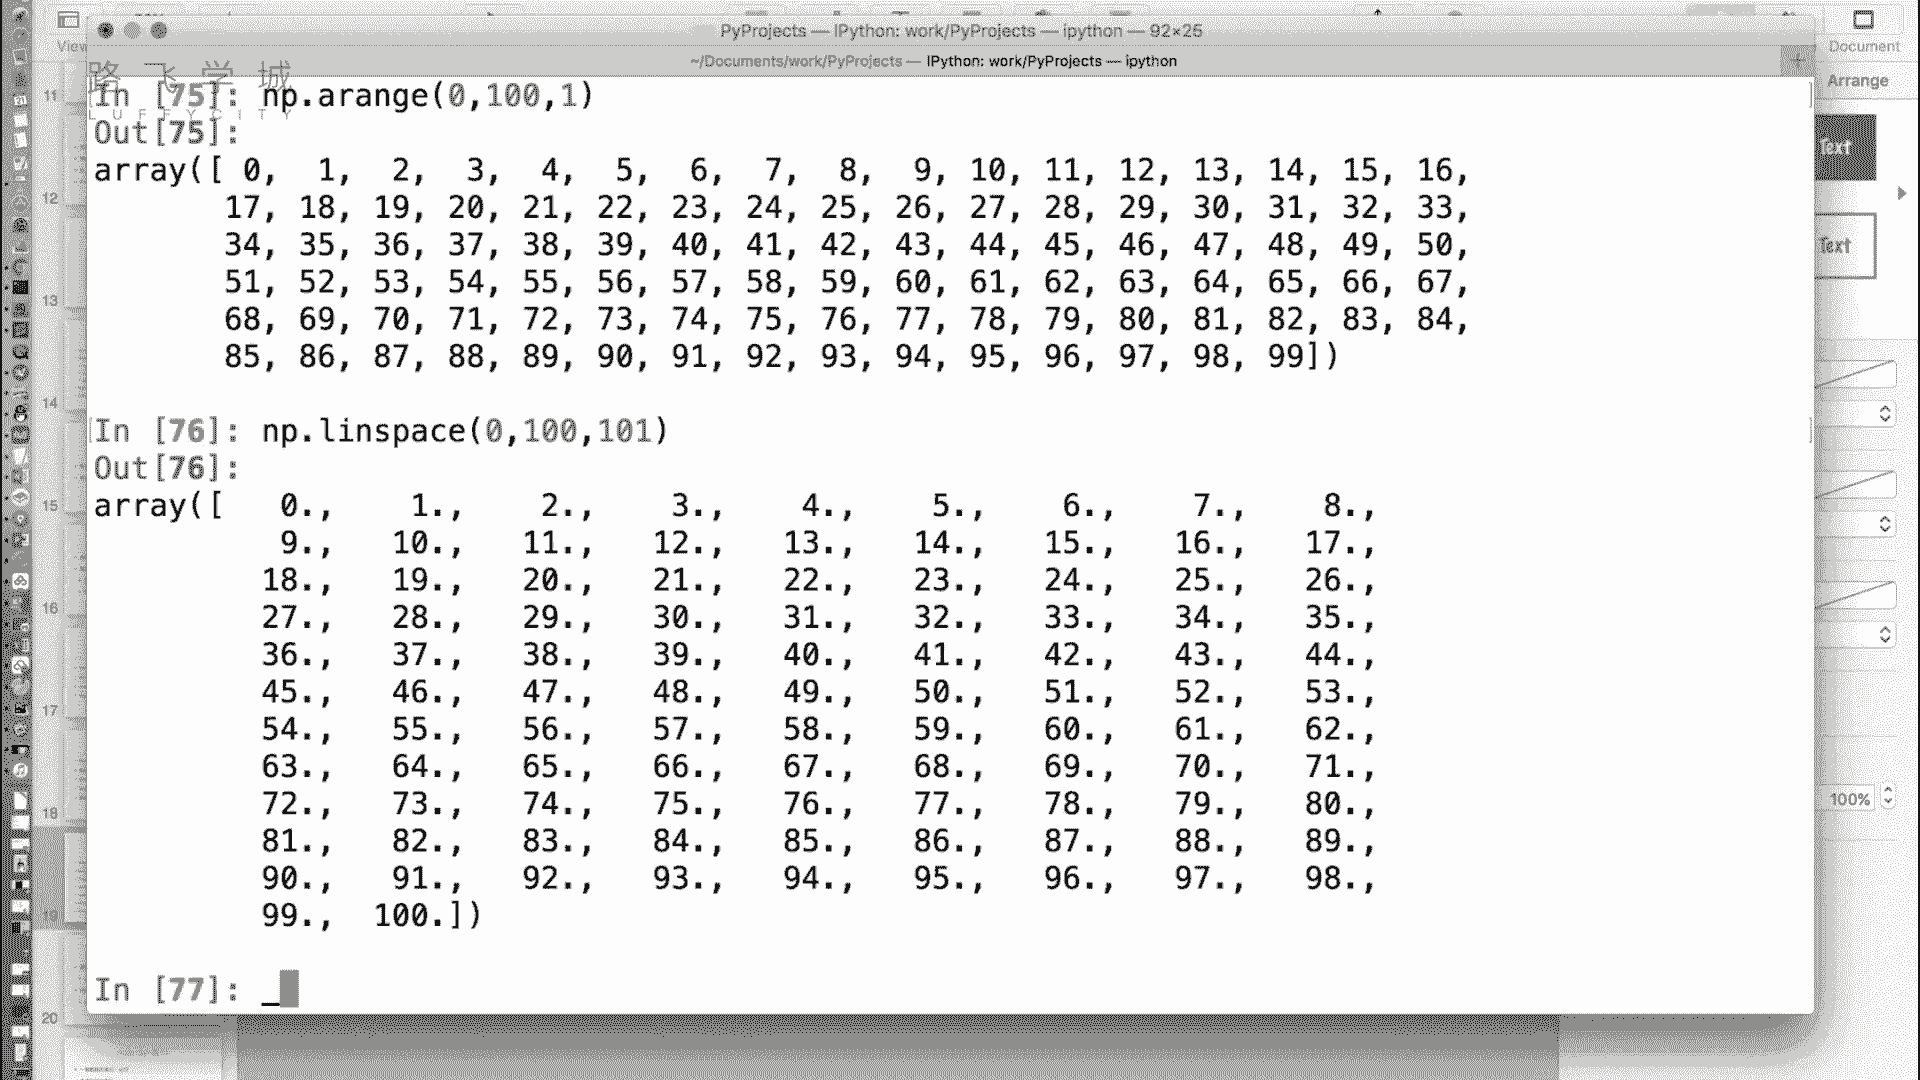 PyProjects — IPython: work/PyProjects — ipython — 92×25
~/Documents/work/PyProjects — IPython: work/PyProjects — ipython
View
Document
Arrange
路飞学城
LUFFYCITY
In [75]: np.arange(0,100,1)
Out[75]:
array([ 0,  1,  2,  3,  4,  5,  6,  7,  8,  9, 10, 11, 12, 13, 14, 15, 16,
17, 18, 19, 20, 21, 22, 23, 24, 25, 26, 27, 28, 29, 30, 31, 32, 33,
34, 35, 36, 37, 38, 39, 40, 41, 42, 43, 44, 45, 46, 47, 48, 49, 50,
51, 52, 53, 54, 55, 56, 57, 58, 59, 60, 61, 62, 63, 64, 65, 66, 67,
68, 69, 70, 71, 72, 73, 74, 75, 76, 77, 78, 79, 80, 81, 82, 83, 84,
85, 86, 87, 88, 89, 90, 91, 92, 93, 94, 95, 96, 97, 98, 99])
In [76]: np.linspace(0,100,101)
Out[76]:
array([   0.,    1.,    2.,    3.,    4.,    5.,    6.,    7.,    8.,
9.,   10.,   11.,   12.,   13.,   14.,   15.,   16.,   17.,
18.,   19.,   20.,   21.,   22.,   23.,   24.,   25.,   26.,
27.,   28.,   29.,   30.,   31.,   32.,   33.,   34.,   35.,
36.,   37.,   38.,   39.,   40.,   41.,   42.,   43.,   44.,
45.,   46.,   47.,   48.,   49.,   50.,   51.,   52.,   53.,
54.,   55.,   56.,   57.,   58.,   59.,   60.,   61.,   62.,
63.,   64.,   65.,   66.,   67.,   68.,   69.,   70.,   71.,
72.,   73.,   74.,   75.,   76.,   77.,   78.,   79.,   80.,
81.,   82.,   83.,   84.,   85.,   86.,   87.,   88.,   89.,
90.,   91.,   92.,   93.,   94.,   95.,   96.,   97.,   98.,
99.,  100.])
In [77]: _
11
12
13
14
15
16
17
18
19
20
Text
Text
100%